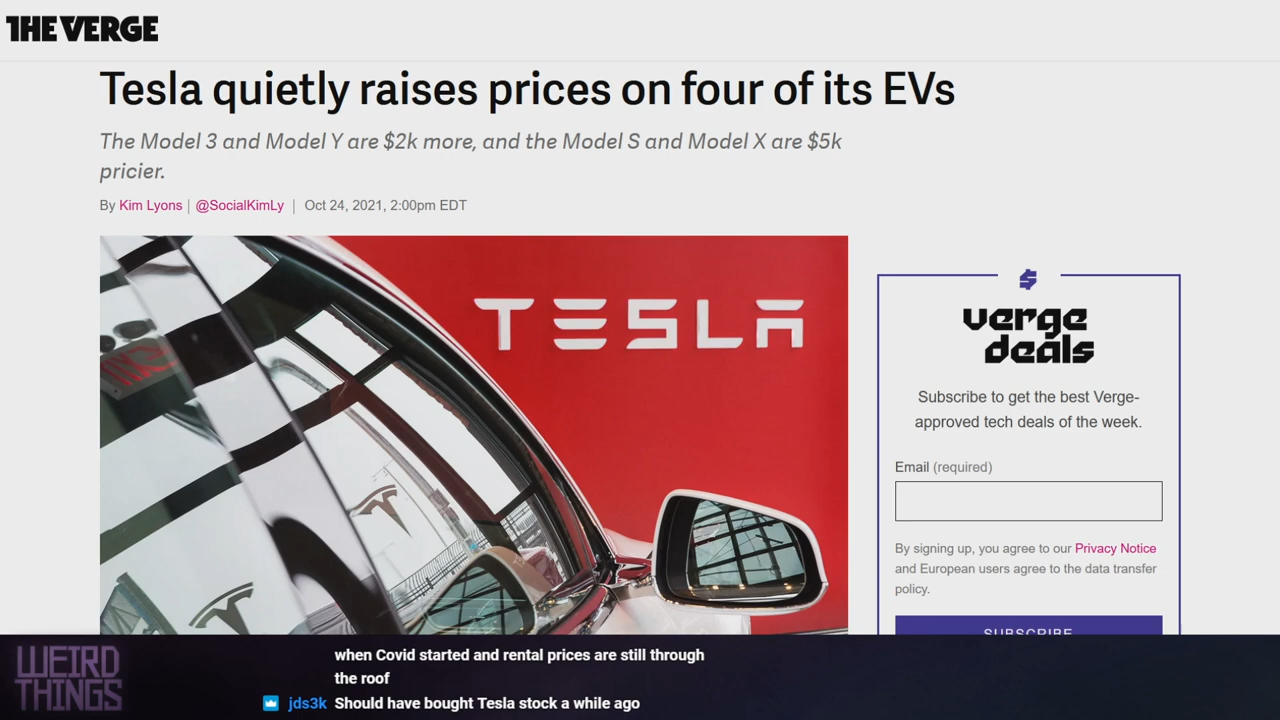 THE VERGE
Tesla quietly raises prices on four of its EVs
The Model 3 and Model Y are $2k more, and the Model S and Model X are $5k
pricier.
By Kim Lyons | @SocialKimLy | Oct 24, 2021, 2:00pm EDT
TESLA
$
verge
deals
Subscribe to get the best Verge-
approved tech deals of the week.
Email (required)
By signing up, you agree to our Privacy Notice
and European users agree to the data transfer
policy.
SUBSCRIBE
WEIRD
THINGS
when Covid started and rental prices are still through
the roof
jds3k Should have bought Tesla stock a while ago